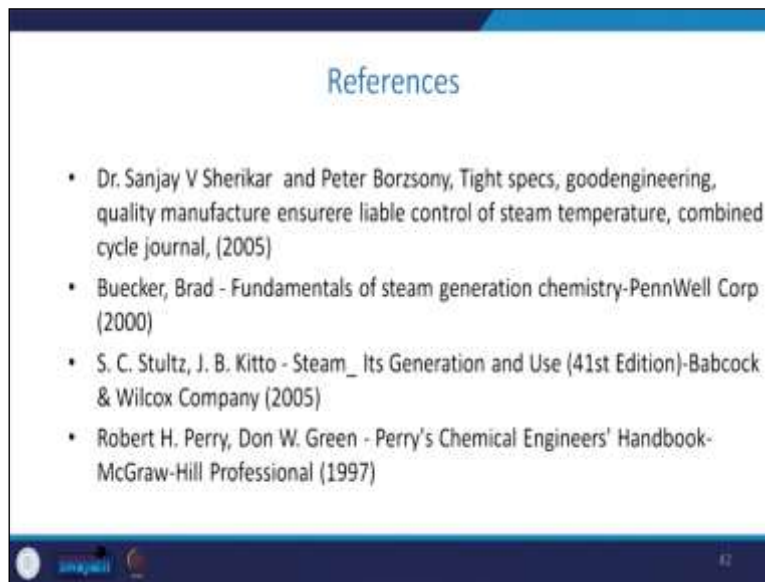 References
• Dr. Sanjay V Sherikar and Peter Borzsony, Tight specs, goodengineering,
quality manufacture ensurere liable control of steam temperature, combined
cycle journal, (2005)
• Buecker, Brad - Fundamentals of steam generation chemistry-PennWell Corp
(2000)
• S. C. Stultz, J. B. Kitto - Steam_ Its Generation and Use (41st Edition)-Babcock
& Wilcox Company (2005)
• Robert H. Perry, Don W. Green - Perry's Chemical Engineers' Handbook-
McGraw-Hill Professional (1997)